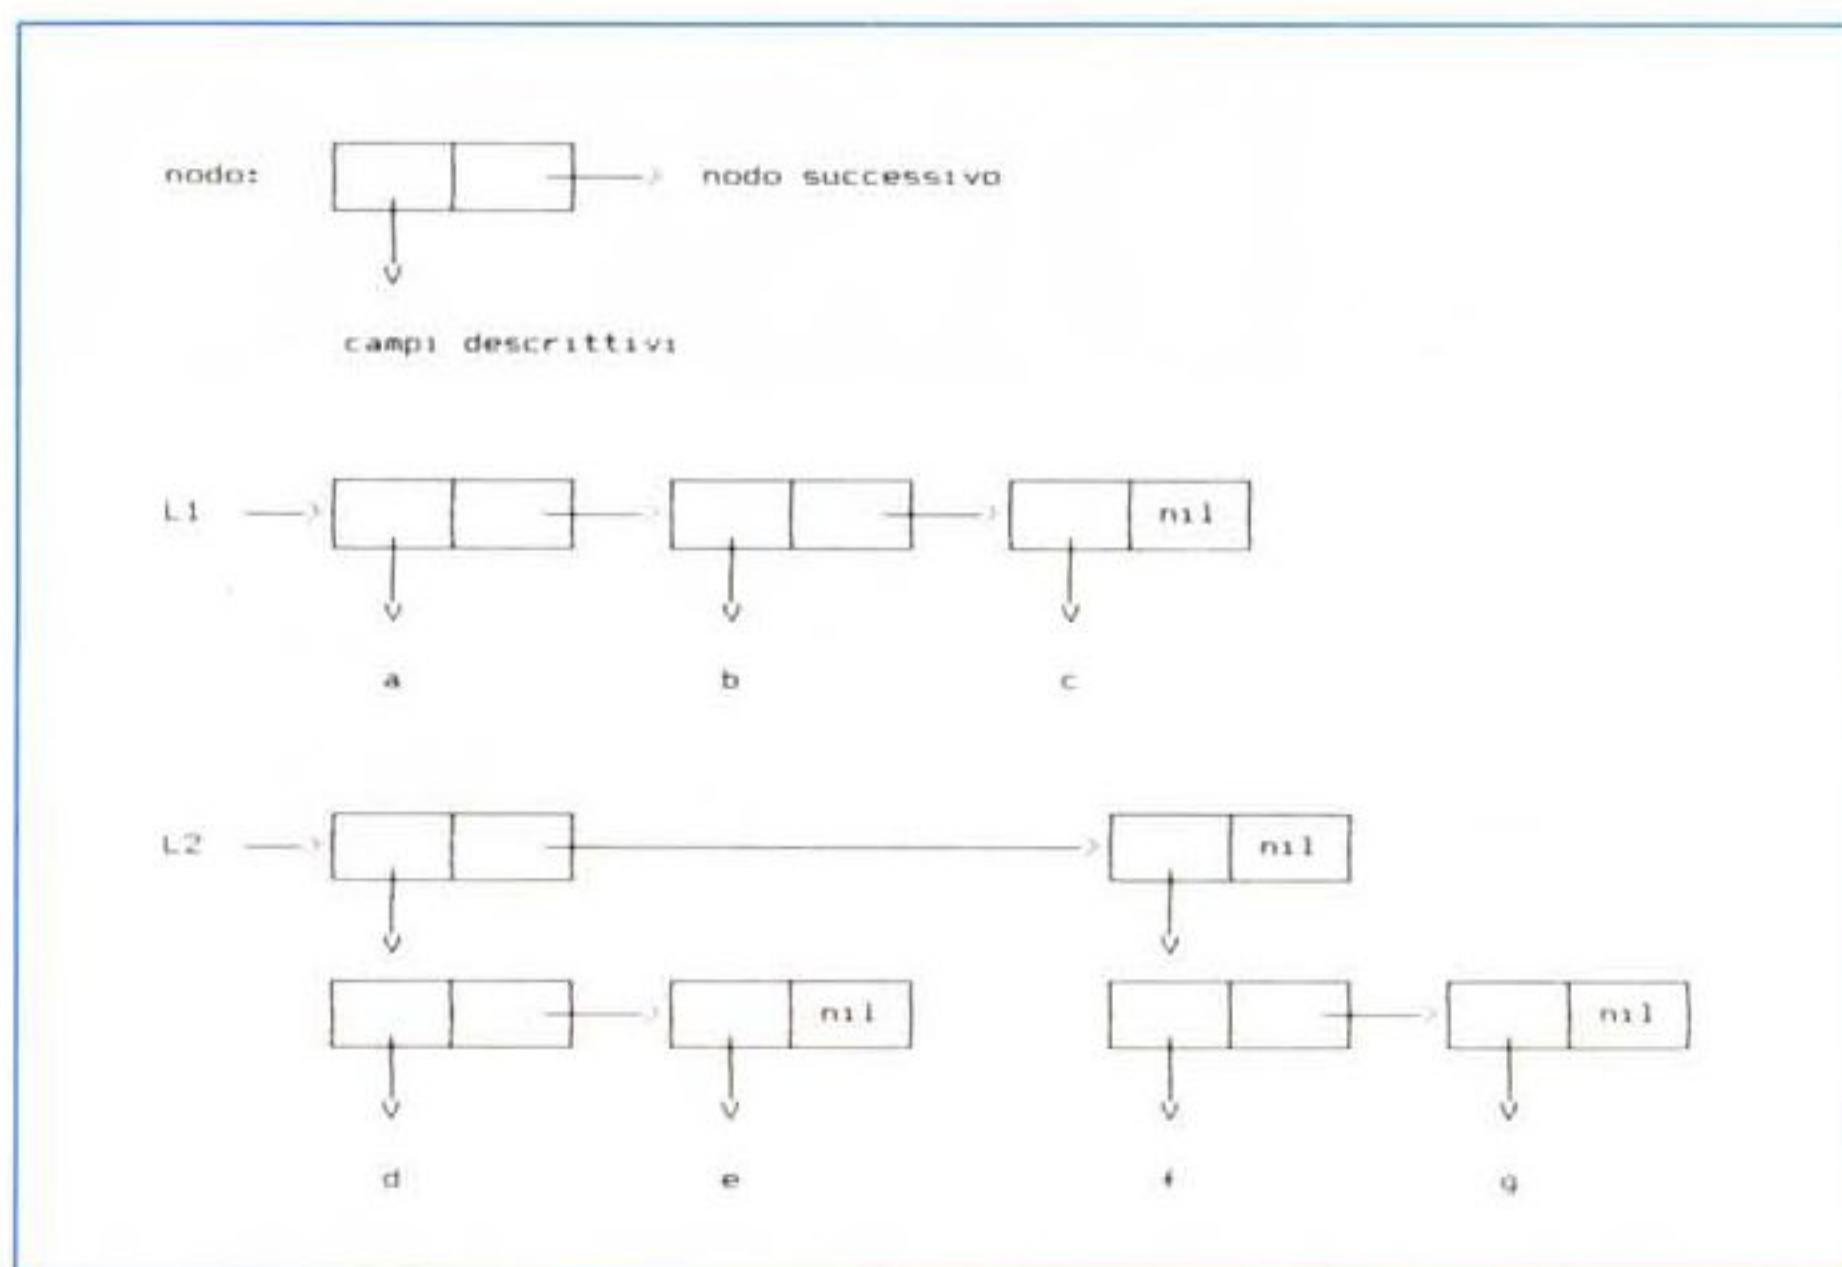 nodo: nodo successivo
campi descrittivi
L1 nil
a b c
L2 nil
nil nil
d e f g